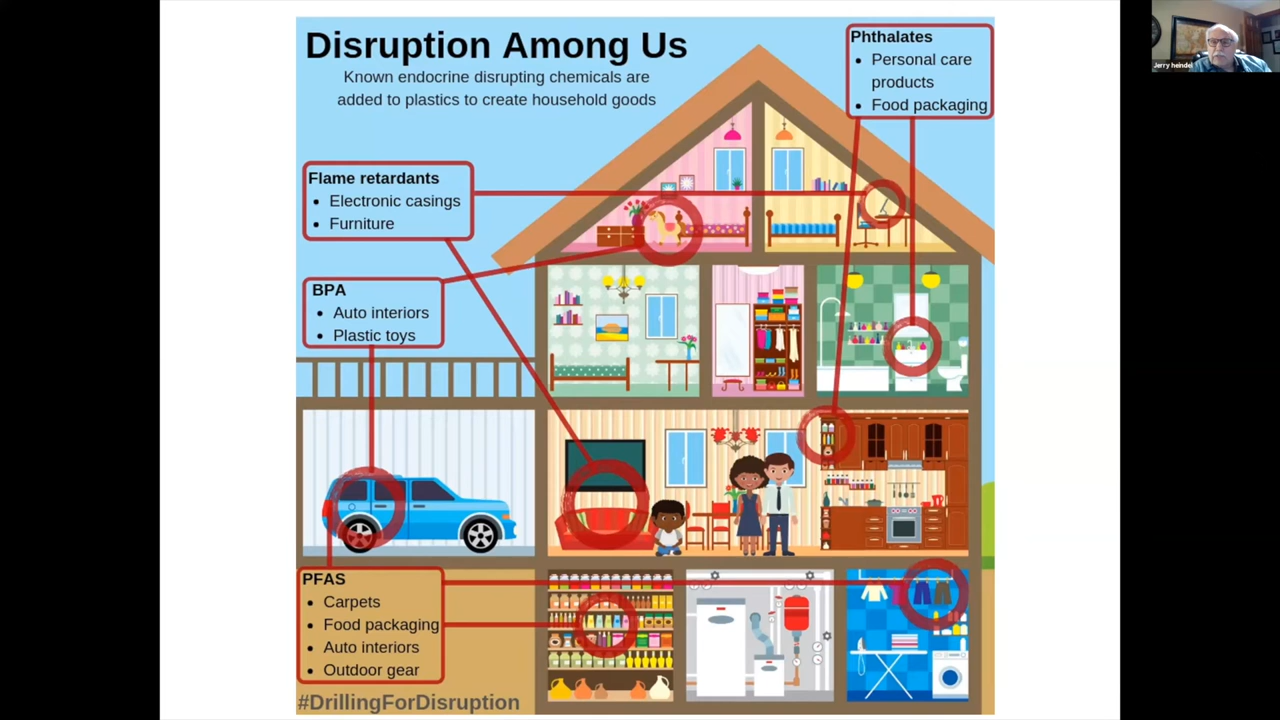 Disruption Among Us
Known endocrine disrupting chemicals are
added to plastics to create household goods
Phthalates
• Personal care
products
• Food packaging
Flame retardants
• Electronic casings
• Furniture
BPA
• Auto interiors
• Plastic toys
PFAS
• Carpets
• Food packaging
• Auto interiors
• Outdoor gear
#DrillingForDisruption
Jerry heindel